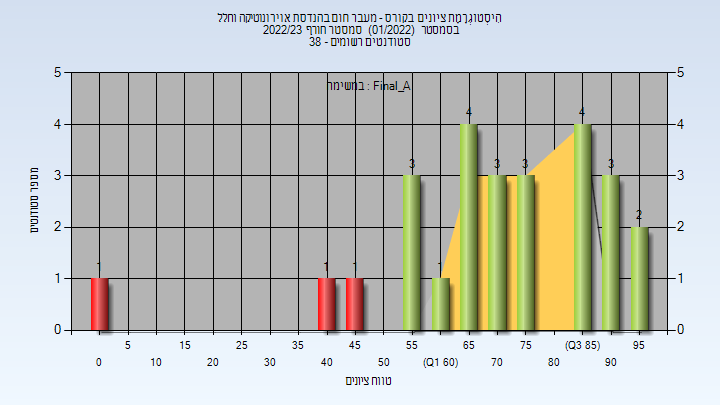 היסטוגרמת ציונים בקורס - מעבר חום בהנדסת אוירונוטיקה וחלל
בסמסטר (01/2022) סמסטר חורף 2022/23
סטודנטים רשומים - 38
במשימה : Final_A
מספר סטודנטים
5 4 3 2 1 0
5 4 3 2 1 0
1 1 1 3 1 4 3 3 4 3 2
5 15 25 35 45 55 65 75 (Q3 85) 95
0 10 20 30 40 50 (Q1 60) 70 80 90
טווח ציונים